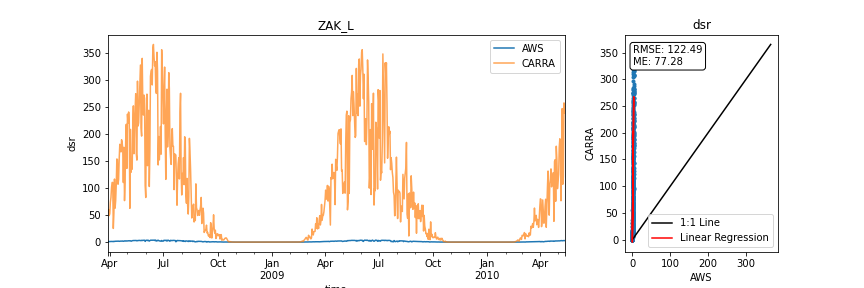 ZAK_L
dsr
350
300
250
200
150
100
50
0
Apr
Jul
Oct
Jan
2009
Apr
Jul
Oct
Jan
2010
Apr
time
AWS
CARRA
dsr
CARRA
350
300
250
200
150
100
50
0
RMSE: 122.49
ME: 77.28
1:1 Line
Linear Regression
0
100
200
300
AWS